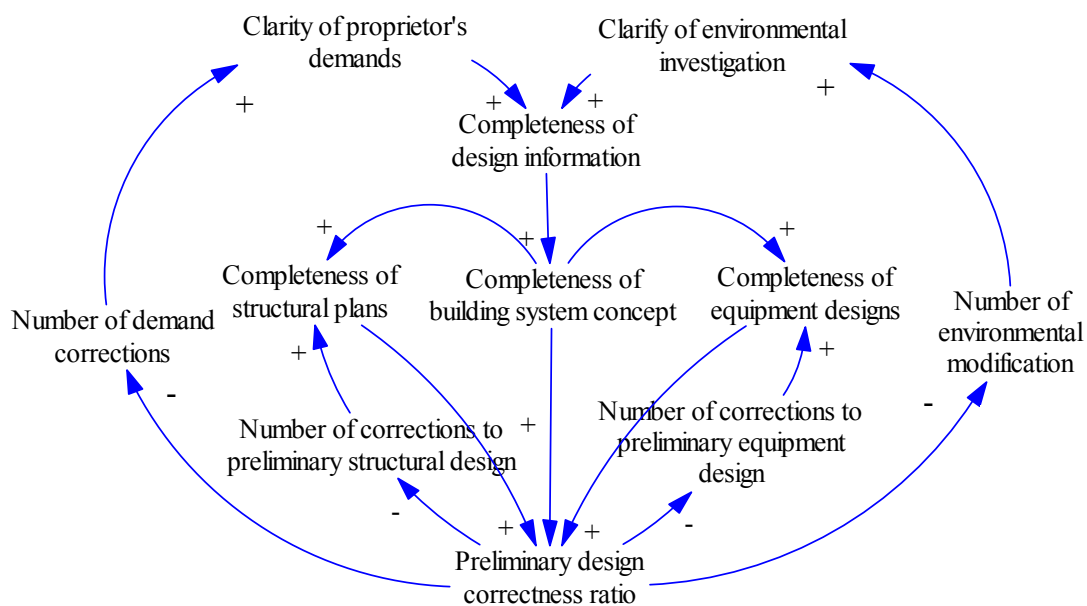 Clarity of proprietor's
demands
Clarify of environmental
investigation
+
+
+
+
Completeness of
design information
+
+
+
Completeness of
structural plans
Completeness of
building system concept
Completeness of
equipment designs
Number of demand
corrections
Number of
environmental
modification
+
+
-
-
Number of corrections to
preliminary structural design
+
Number of corrections to
preliminary equipment
design
-
-
+
+
Preliminary design
correctness ratio